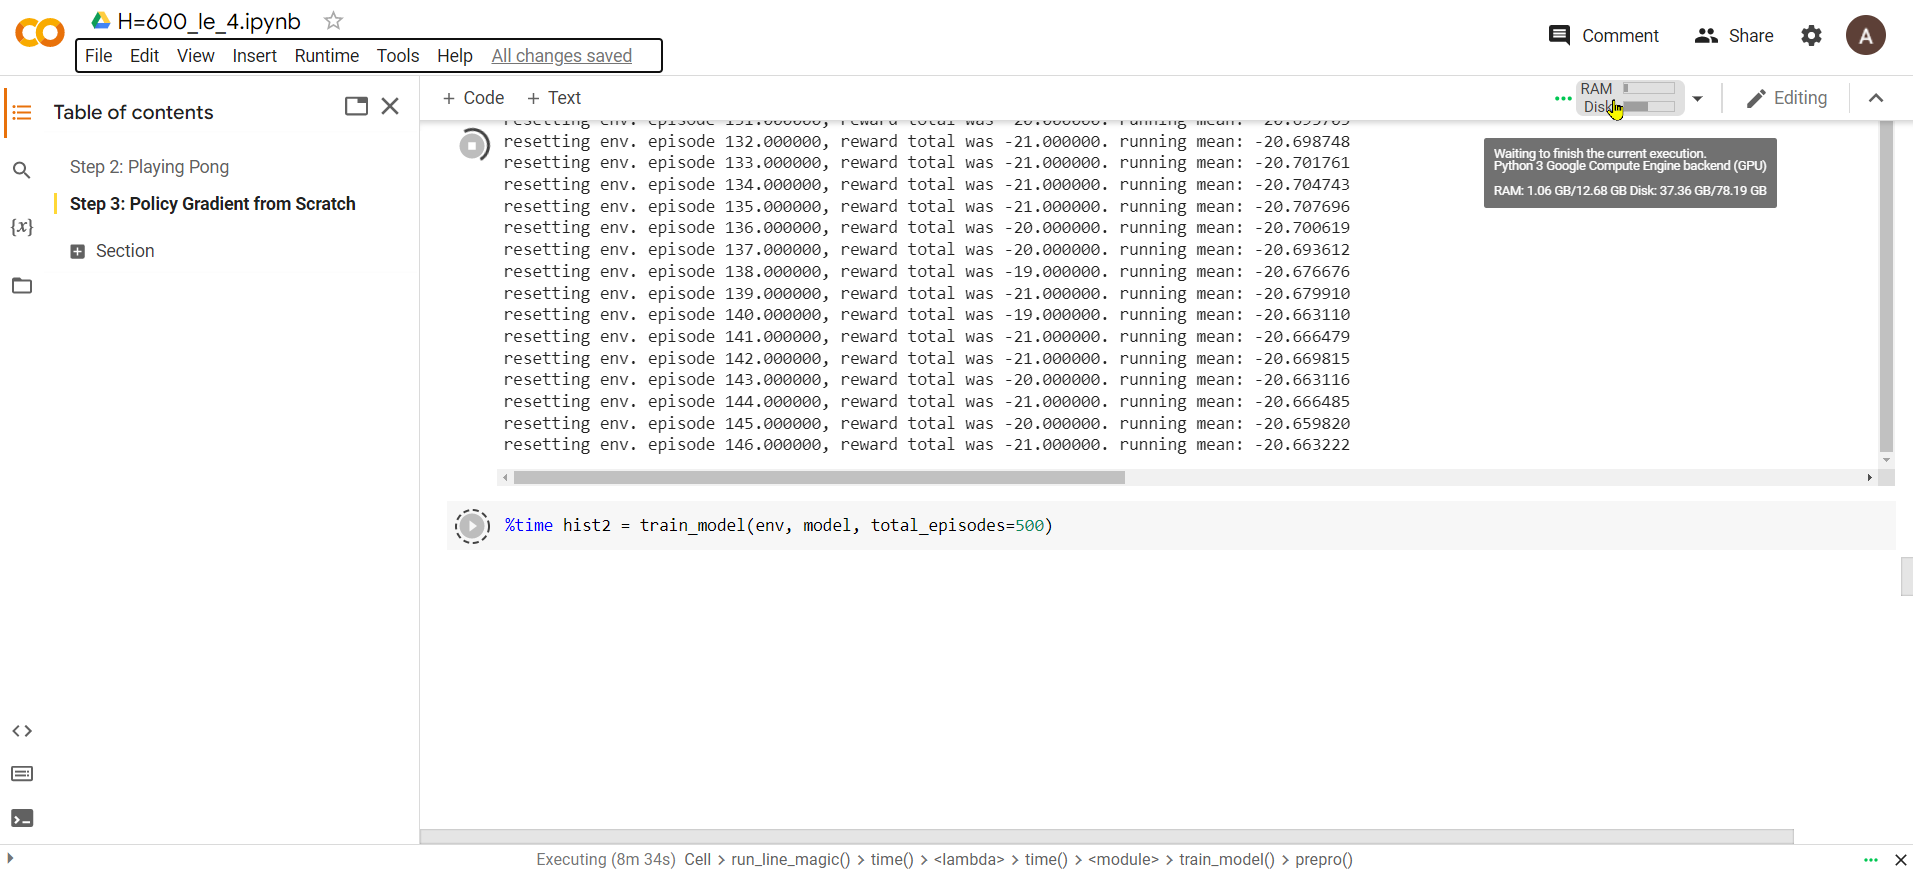 H=600_le_4.ipynb
File Edit View Insert Runtime Tools Help All changes saved
Comment Share A
Table of contents
Step 2: Playing Pong
Step 3: Policy Gradient from Scratch
Section
+ Code + Text
RAM
Disk
Editing
Waiting to finish the current execution.
Python 3 Google Compute Engine backend (GPU)
RAM: 1.06 GB/12.68 GB Disk: 37.36 GB/78.19 GB
resetting env. episode 131.000000, reward total was -20.000000. running mean:
resetting env. episode 132.000000, reward total was -21.000000. running mean: -20.698748
resetting env. episode 133.000000, reward total was -21.000000. running mean: -20.701761
resetting env. episode 134.000000, reward total was -21.000000. running mean: -20.704743
resetting env. episode 135.000000, reward total was -21.000000. running mean: -20.707696
resetting env. episode 136.000000, reward total was -20.000000. running mean: -20.700619
resetting env. episode 137.000000, reward total was -20.000000. running mean: -20.693612
resetting env. episode 138.000000, reward total was -19.000000. running mean: -20.676676
resetting env. episode 139.000000, reward total was -21.000000. running mean: -20.679910
resetting env. episode 140.000000, reward total was -19.000000. running mean: -20.663110
resetting env. episode 141.000000, reward total was -21.000000. running mean: -20.666479
resetting env. episode 142.000000, reward total was -21.000000. running mean: -20.669815
resetting env. episode 143.000000, reward total was -20.000000. running mean: -20.663116
resetting env. episode 144.000000, reward total was -21.000000. running mean: -20.666485
resetting env. episode 145.000000, reward total was -20.000000. running mean: -20.659820
resetting env. episode 146.000000, reward total was -21.000000. running mean: -20.663222
%time hist2 = train_model(env, model, total_episodes=500)
{x}
Executing (8m 34s) Cell > run_line_magic() > time() > <lambda> > time() > <module> > train_model() > prepro()